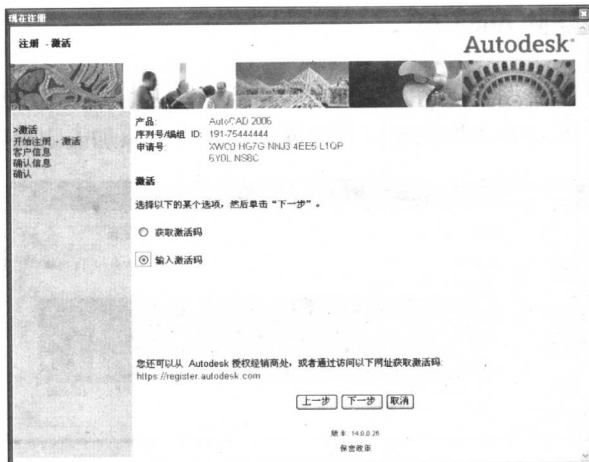 现在注册
注册 - 激活
Autodesk
>激活
开始注册 - 激活
客户信息
确认信息
确认
产品: AutoCAD 2006
序列号/编组 ID: 191-75444444
申请号: XWC0 HG7G NNJ3 4EE5 L1QP
6Y0L NS8C
激活
选择以下的某个选项，然后单击“下一步”。
获取激活码
输入激活码
您还可以从 Autodesk 授权经销商处，或者通过访问以下网址获取激活码:
https://register.autodesk.com
上一步 下一步 取消
版本: 14.0.0.26
保密政策